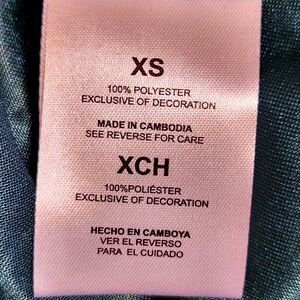 XS
100% POLYESTER
EXCLUSIVE OF DECORATION
MADE IN CAMBODIA
SEE REVERSE FOR CARE
XCH
100%POLIÉSTER
EXCLUSIVE OF DECORATION
HECHO EN CAMBOYA
VER EL REVERSO
PARA EL CUIDADO